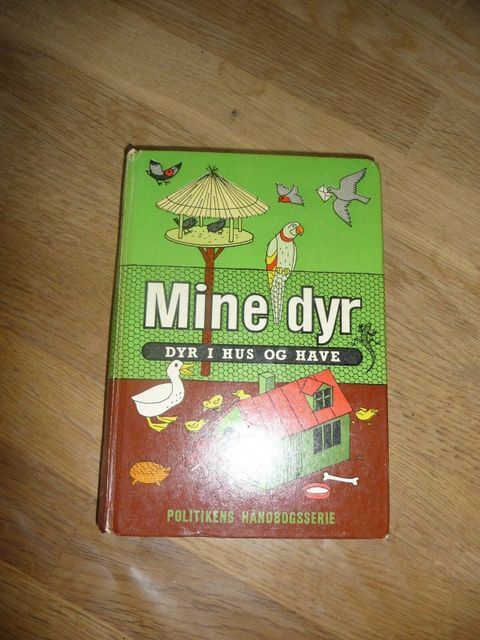 Mine dyr
DYR I HUS OG HAVE
POLITIKENS HÅNDBOGSSERIE